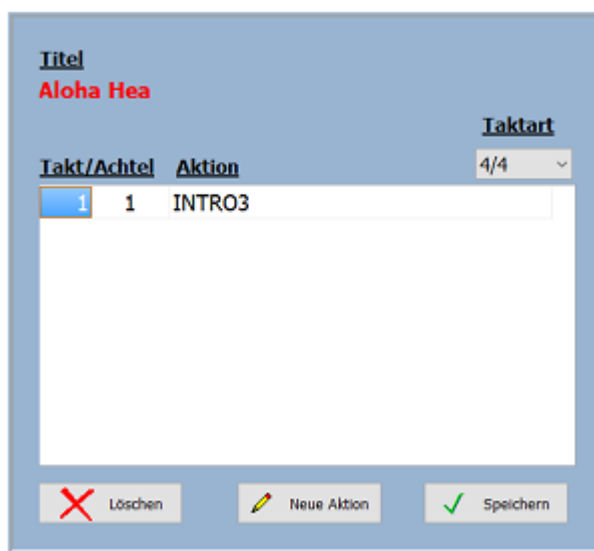 Titel
Aloha Hea
Taktart
Takt/Achtel Aktion 4/4
1 1 INTRO3
Löschen Neue Aktion Speichern